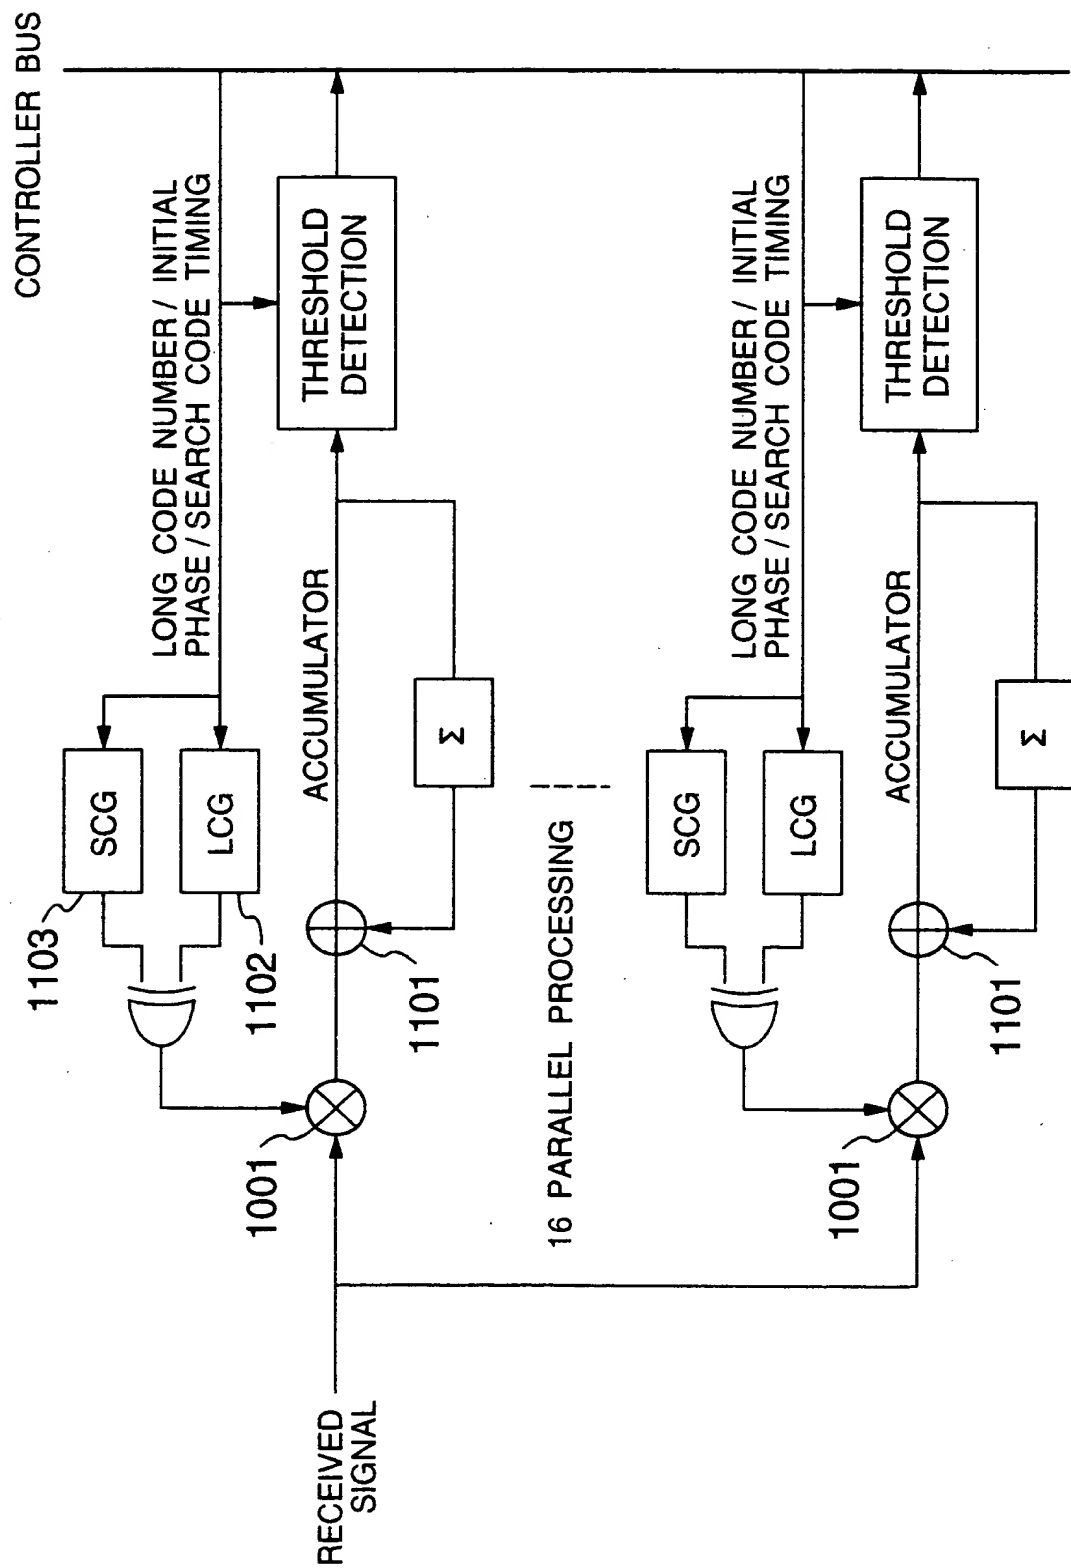 CONTROLLER BUS
LONG CODE NUMBER / INITIAL
PHASE / SEARCH CODE TIMING
SCG
1103
LCG
1102
THRESHOLD
DETECTION
ACCUMULATOR
Σ
1101
1001
RECEIVED
SIGNAL
16 PARALLEL PROCESSING
LONG CODE NUMBER / INITIAL
PHASE / SEARCH CODE TIMING
SCG
LCG
THRESHOLD
DETECTION
ACCUMULATOR
Σ
1101
1001